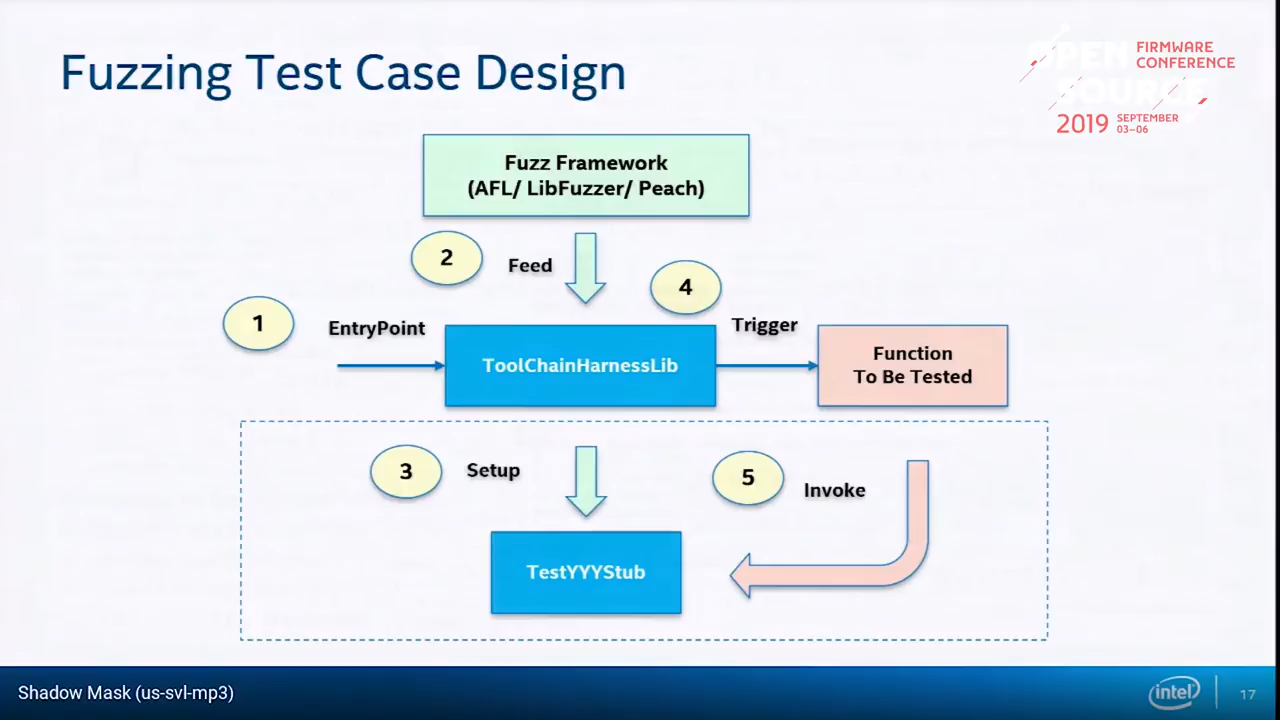 Fuzzing Test Case Design
OPEN
SOURCE
FIRMWARE
CONFERENCE
2019
SEPTEMBER
03–06
Fuzz Framework
(AFL/ LibFuzzer/ Peach)
2
Feed
4
1
EntryPoint
Trigger
ToolChainHarnessLib
Function
To Be Tested
3
Setup
5
Invoke
TestYYYStub
Shadow Mask (us-svl-mp3)
intel
17